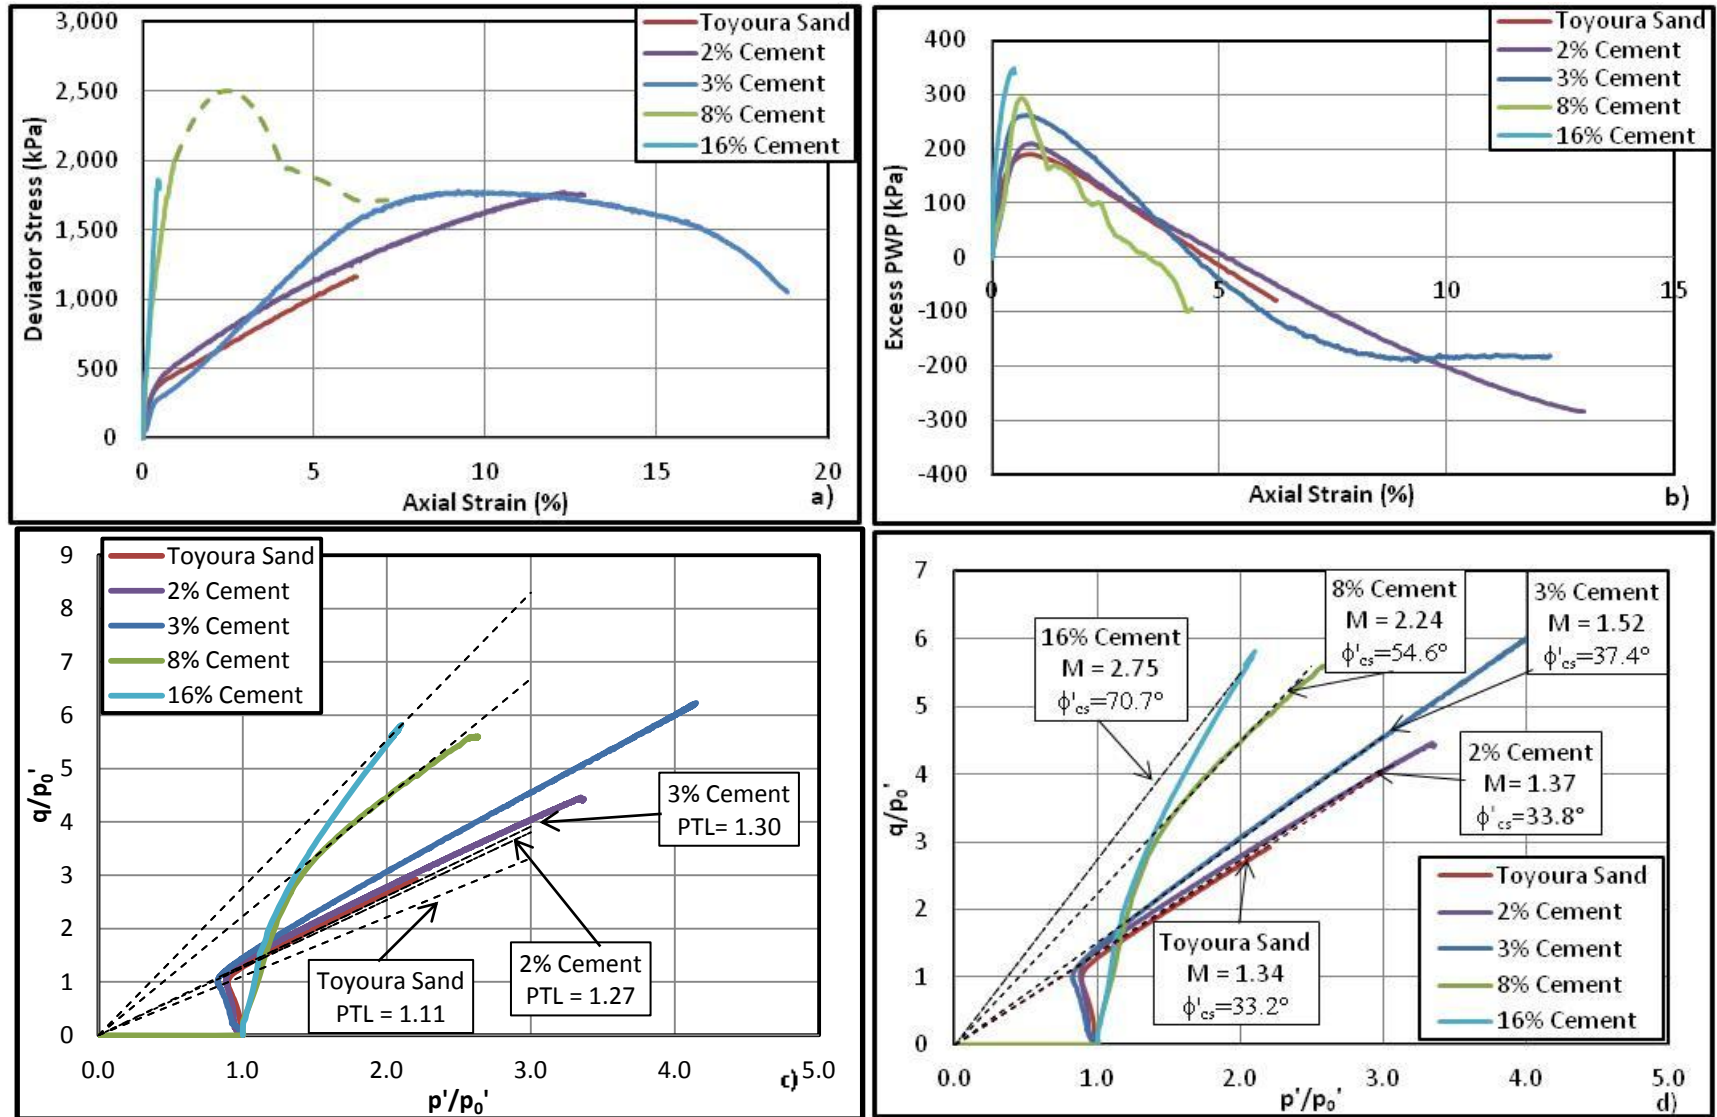 3,000
2,500
2,000
1,500
1,000
500
0
0
5
10
15
20
Deviator Stress (kPa)
Axial Strain (%)
a)
Toyoura Sand
2% Cement
3% Cement
8% Cement
16% Cement
400
300
200
100
0
-100
-200
-300
-400
0
5
10
15
Excess PWP (kPa)
Axial Strain (%)
b)
Toyoura Sand
2% Cement
3% Cement
8% Cement
16% Cement
9
8
7
6
5
4
3
2
1
0
0.0
1.0
2.0
3.0
4.0
5.0
q/p₀'
p'/p₀'
c)
Toyoura Sand
2% Cement
3% Cement
8% Cement
16% Cement
3% Cement
PTL= 1.30
2% Cement
PTL = 1.27
Toyoura Sand
PTL = 1.11
7
6
5
4
3
2
1
0
0.0
1.0
2.0
3.0
4.0
5.0
q/p₀'
p'/p₀'
d)
16% Cement
M = 2.75
ϕ'cs=70.7°
8% Cement
M = 2.24
ϕ'cs=54.6°
3% Cement
M = 1.52
ϕ'cs=37.4°
2% Cement
M = 1.37
ϕ'cs=33.8°
Toyoura Sand
M = 1.34
ϕ'cs=33.2°
Toyoura Sand
2% Cement
3% Cement
8% Cement
16% Cement